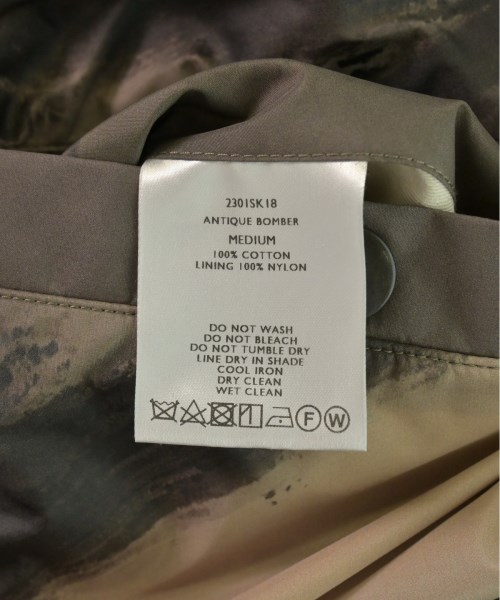 2301SK18
ANTIQUE BOMBER
MEDIUM
100% COTTON
LINING 100% NYLON
DO NOT WASH
DO NOT BLEACH
DO NOT TUMBLE DRY
LINE DRY IN SHADE
COOL IRON
DRY CLEAN
WET CLEAN
F W